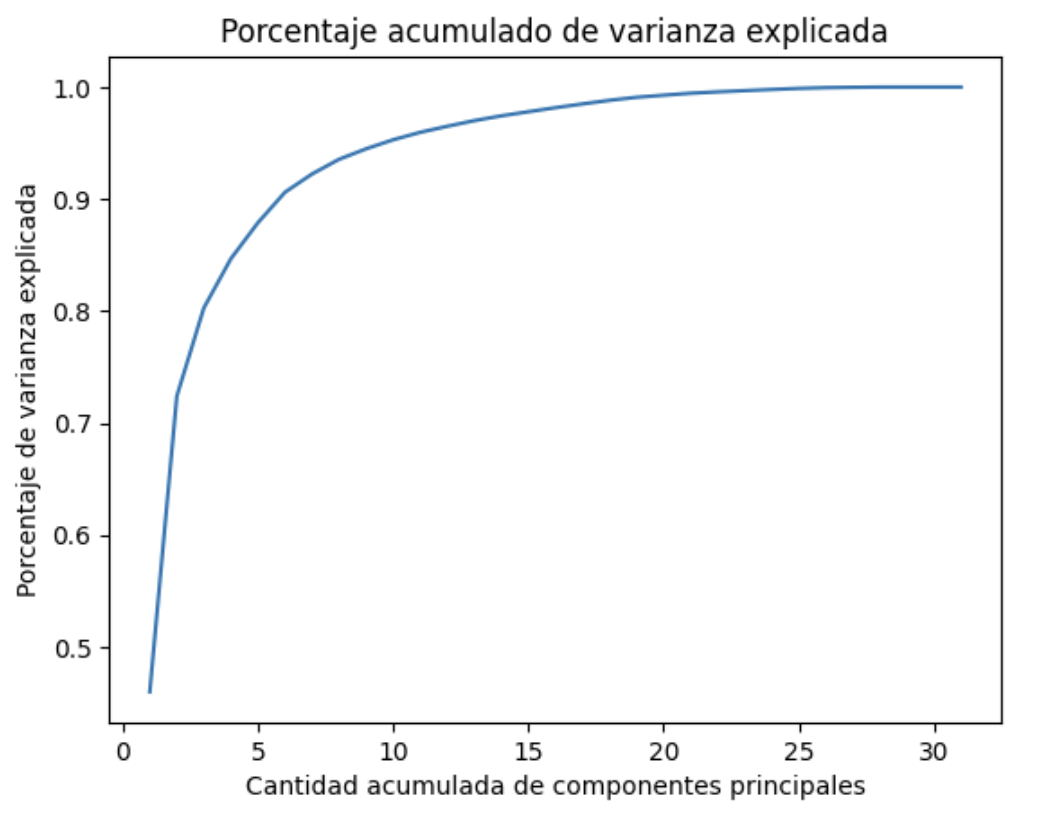 Porcentaje acumulado de varianza explicada
Porcentaje de varianza explicada
1.0
0.9
0.8
0.7
0.6
0.5
0 5 10 15 20 25 30
Cantidad acumulada de componentes principales